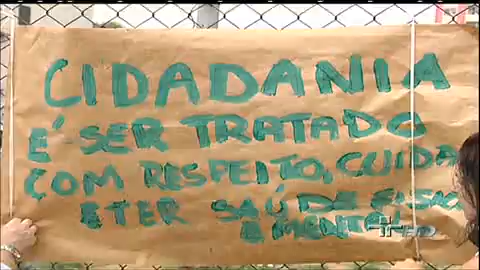 CIDADANIA
É SER TRATADO
COM RESPEITO, CUIDA
E TER SAÚDE FÍSICA
E MENTAL